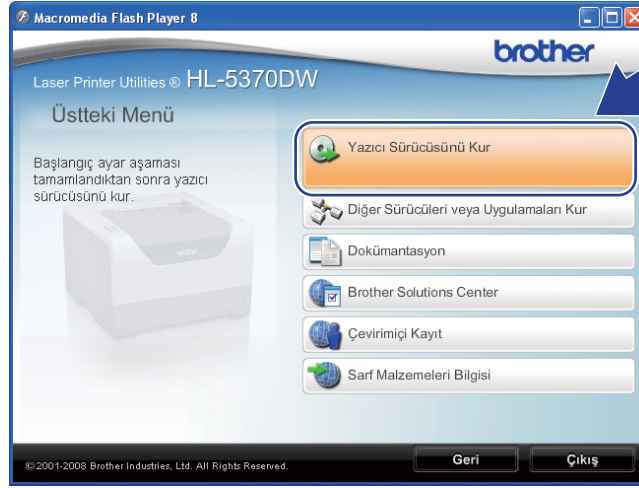 Macromedia Flash Player 8
brother
Laser Printer Utilities ® HL-5370DW
Üstteki Menü
Başlangıç ayar aşaması
tamamlandıktan sonra yazıcı
sürücüsünü kur.
Yazıcı Sürücüsünü Kur
Diğer Sürücüleri veya Uygulamaları Kur
Dokümantasyon
Brother Solutions Center
Çevirimiçi Kayıt
Sarf Malzemeleri Bilgisi
brother
© 2001-2008 Brother Industries, Ltd. All Rights Reserved.
Geri
Çıkış